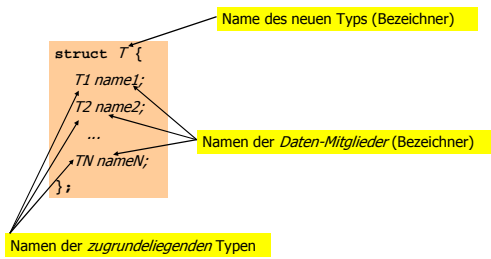 Name des neuen Typs (Bezeichner)
struct T {
T1 name1;
T2 name2;
...
TN nameN;
};
Namen der Daten-Mitglieder (Bezeichner)
Namen der zugrundeliegenden Typen